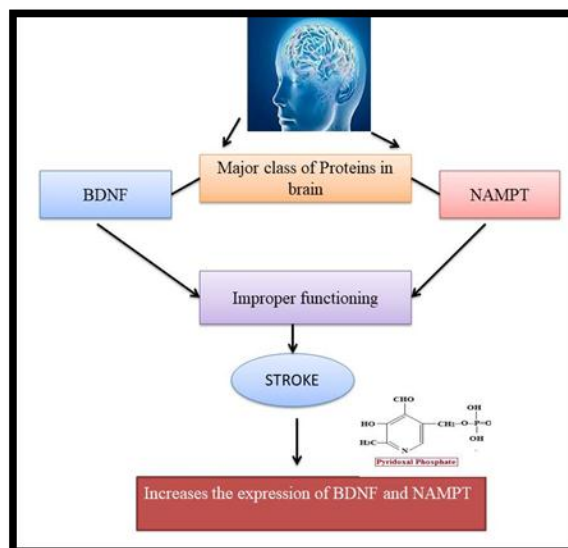 Major class of Proteins in
brain
BDNF
NAMPT
Improper functioning
STROKE
CHO
HO
CH₂
O
P
O
OH
OH
H₃C
N
Pyridoxal Phosphate
Increases the expression of BDNF and NAMPT